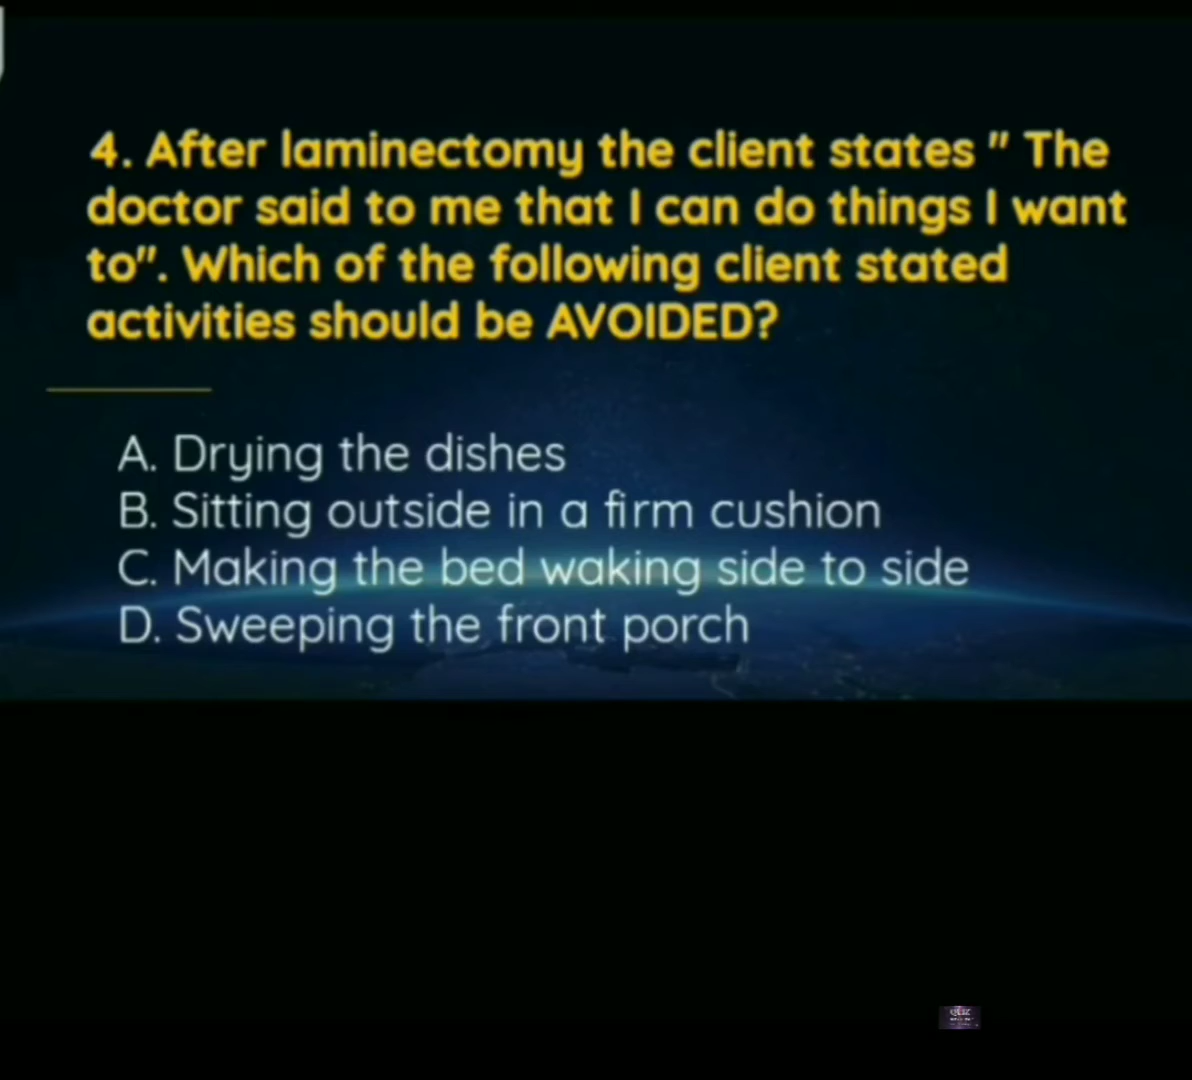 4. After laminectomy the client states " The
doctor said to me that I can do things I want
to". Which of the following client stated
activities should be AVOIDED?
A. Drying the dishes
B. Sitting outside in a firm cushion
C. Making the bed waking side to side
D. Sweeping the front porch